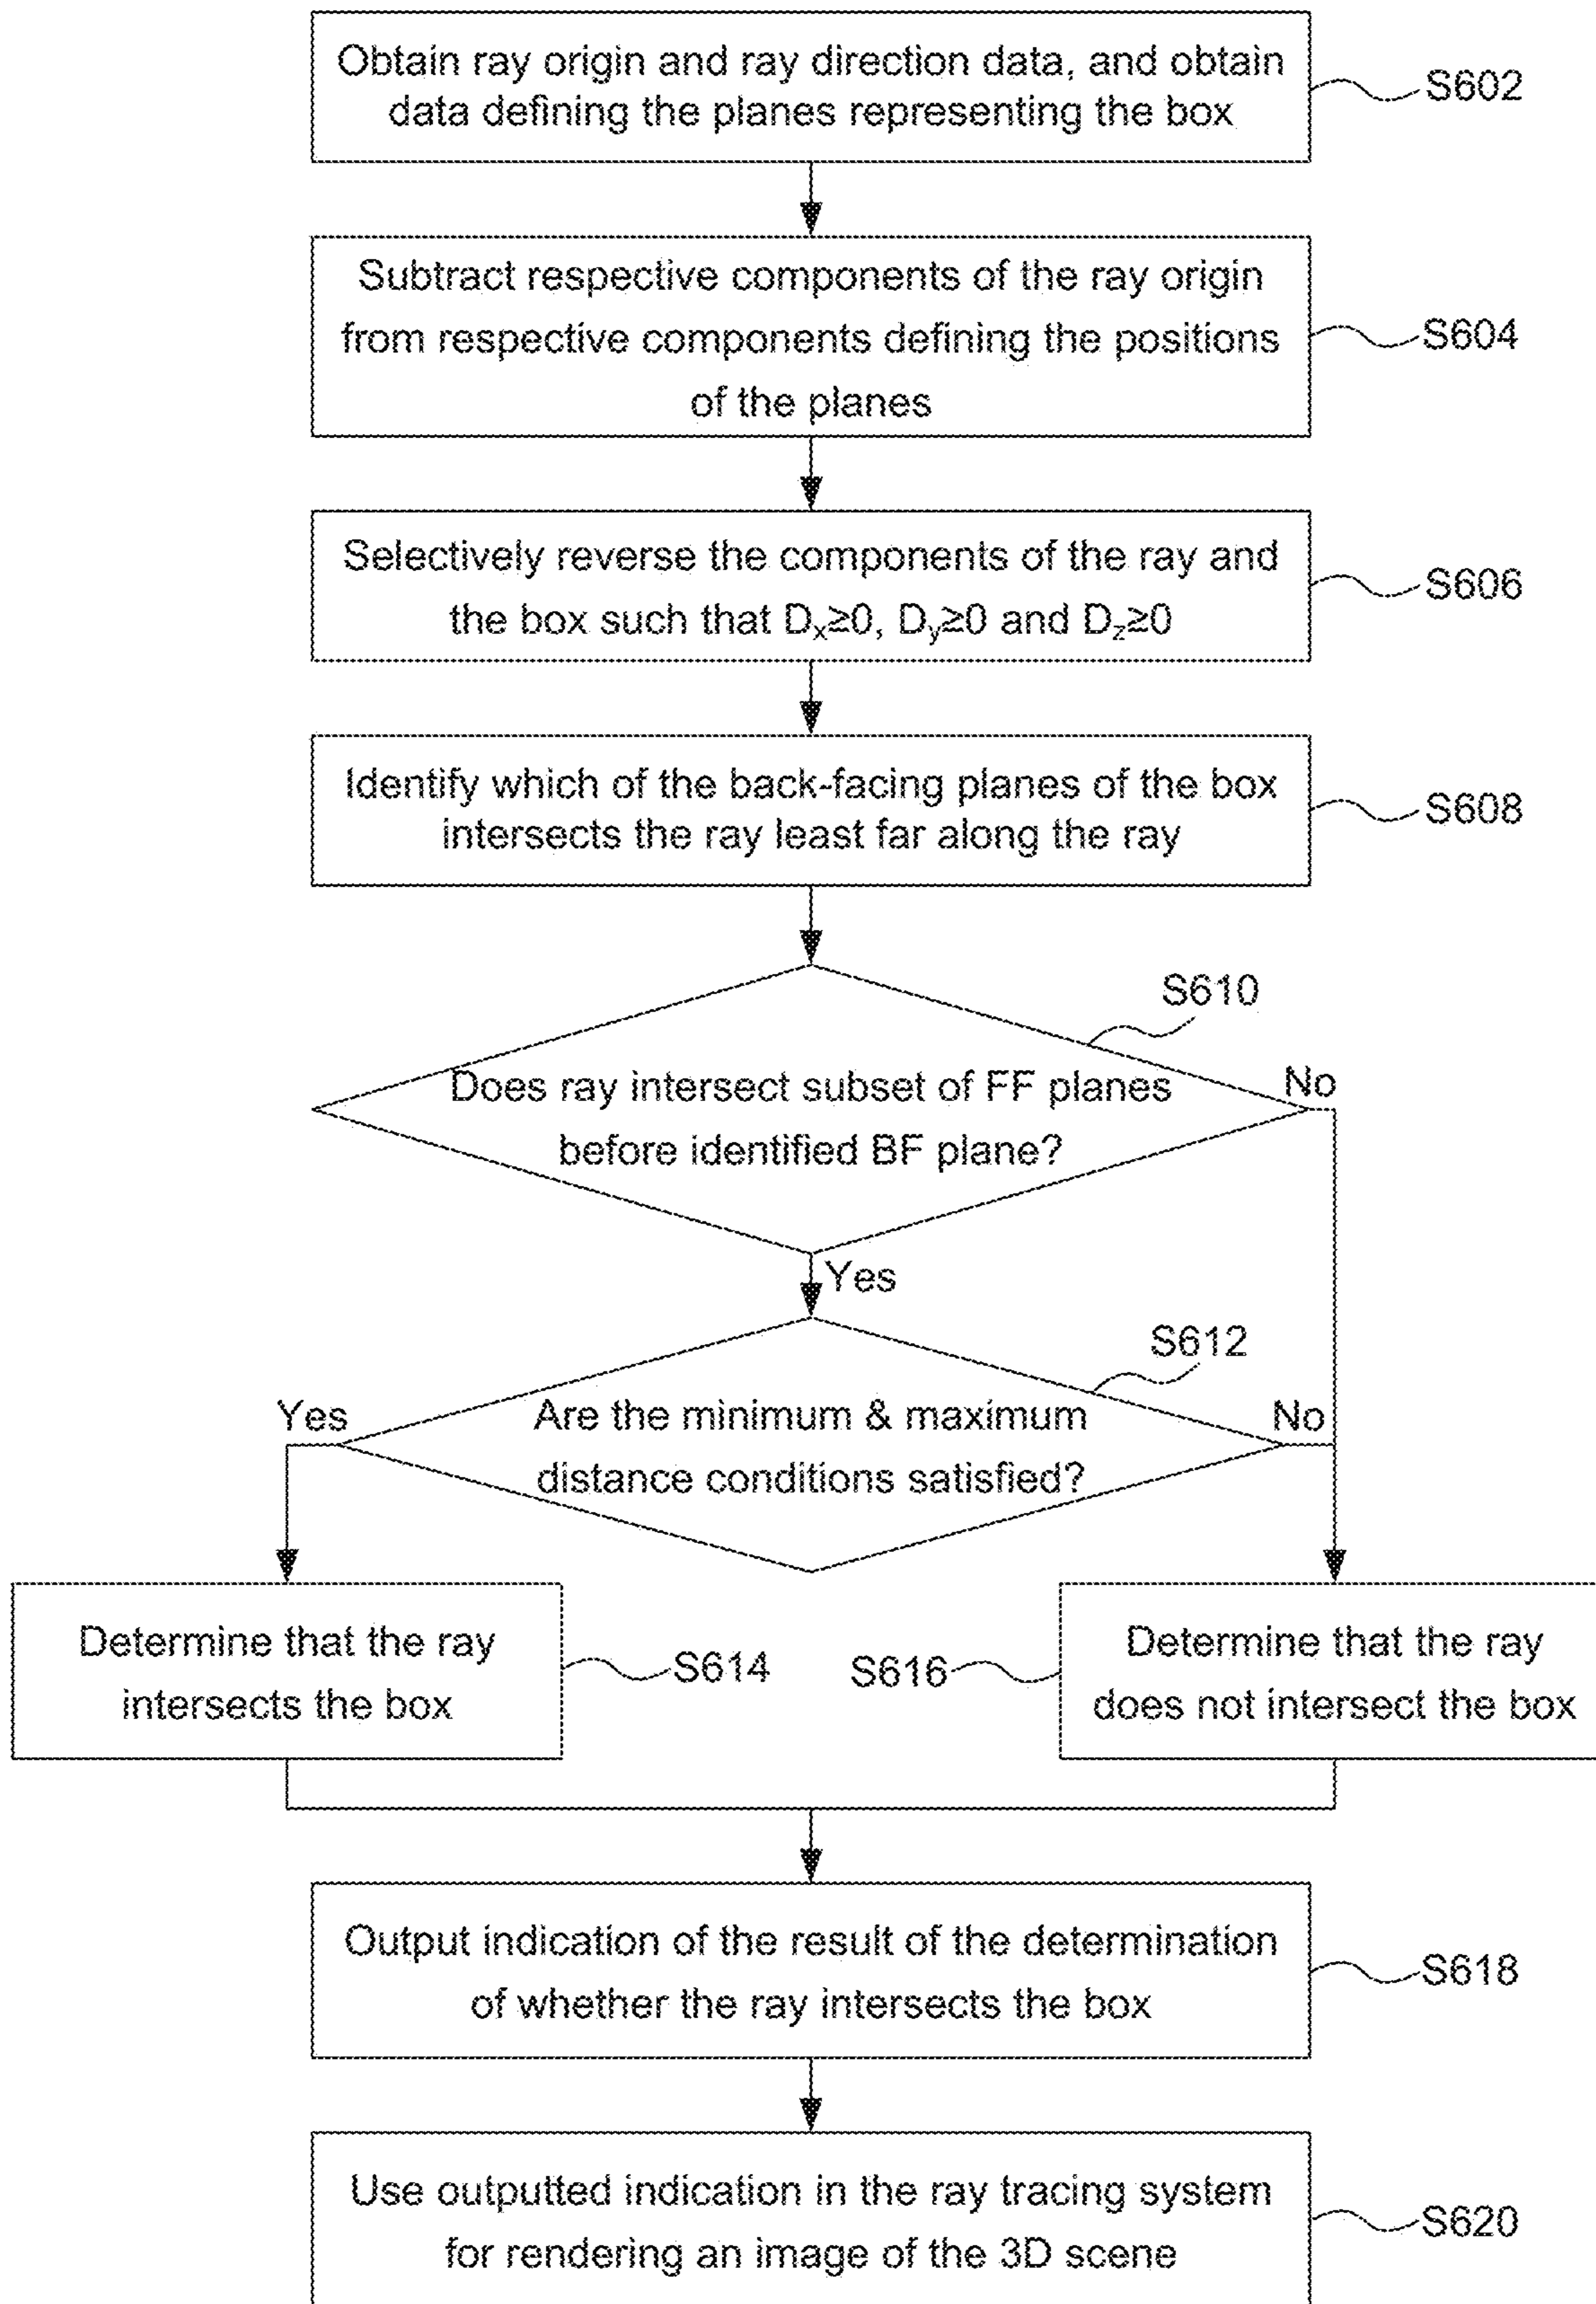 Obtain ray origin and ray direction data, and obtain
data defining the planes representing the box
S602
Subtract respective components of the ray origin
from respective components defining the positions
of the planes
S604
Selectively reverse the components of the ray and
the box such that Dx≥0, Dy≥0 and Dz≥0
S606
Identify which of the back-facing planes of the box
intersects the ray least far along the ray
S608
S610
Does ray intersect subset of FF planes
before identified BF plane?
No
Yes
S612
Are the minimum & maximum
distance conditions satisfied?
Yes
No
Determine that the ray
intersects the box
S614
S616
Determine that the ray
does not intersect the box
Output indication of the result of the determination
of whether the ray intersects the box
S618
Use outputted indication in the ray tracing system
for rendering an image of the 3D scene
S620